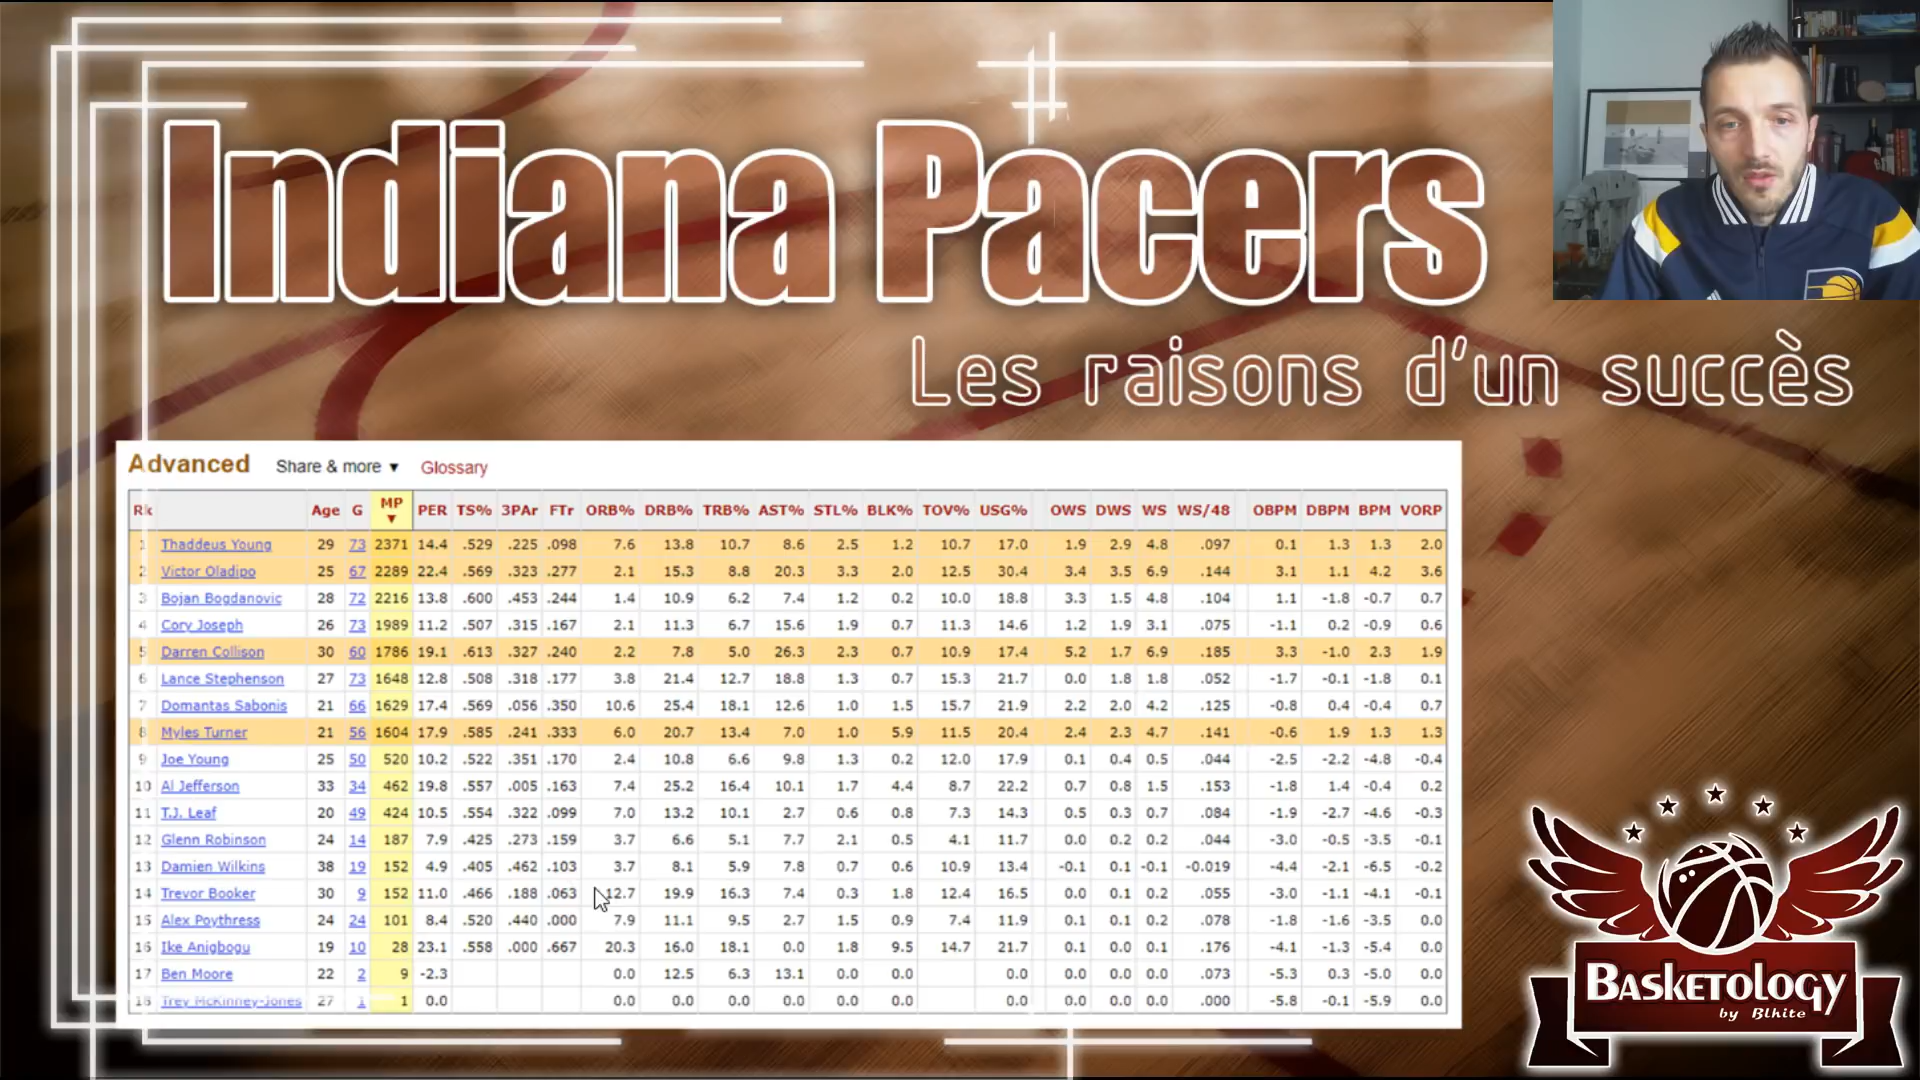 Indiana Pacers
Les raisons d'un succès
Advanced Share & more ▼ Glossary
Rk Age G MP PER TS% 3PAr FTr ORB% DRB% TRB% AST% STL% BLK% TOV% USG% OWS DWS WS WS/48 OBPM DBPM BPM VORP
▼
1 Thaddeus Young 29 73 2371 14.4 .529 .225 .098 7.6 13.8 10.7 8.6 2.5 1.2 10.7 17.0 1.9 2.9 4.8 .097 0.1 1.3 1.3 2.0
2 Victor Oladipo 25 67 2289 22.4 .569 .323 .277 2.1 15.3 8.8 20.3 3.3 2.0 12.5 30.4 3.4 3.5 6.9 .144 3.1 1.1 4.2 3.6
3 Bojan Bogdanovic 28 72 2216 13.8 .600 .453 .244 1.4 10.9 6.2 7.4 1.2 0.2 10.0 18.8 3.3 1.5 4.8 .104 1.1 -1.8 -0.7 0.7
4 Cory Joseph 26 73 1989 11.2 .507 .315 .167 2.1 11.3 6.7 15.6 1.9 0.7 11.3 14.6 1.2 1.9 3.1 .075 -1.1 0.2 -0.9 0.6
5 Darren Collison 30 60 1786 19.1 .613 .327 .240 2.2 7.8 5.0 26.3 2.3 0.7 10.9 17.4 5.2 1.7 6.9 .185 3.3 -1.0 2.3 1.9
6 Lance Stephenson 27 73 1648 12.8 .508 .318 .177 3.8 21.4 12.7 18.8 1.3 0.7 15.3 21.7 0.0 1.8 1.8 .052 -1.7 -0.1 -1.8 0.1
7 Domantas Sabonis 21 66 1629 17.4 .569 .056 .350 10.6 25.4 18.1 12.6 1.0 1.0 15.7 21.9 2.2 2.0 4.2 .125 -0.8 0.4 -0.4 0.7
8 Myles Turner 21 56 1604 17.9 .585 .241 .333 6.0 20.7 13.4 7.0 1.0 5.9 11.5 20.4 2.4 2.3 4.7 .141 -0.6 1.9 1.3 1.3
9 Joe Young 25 50 520 10.2 .522 .351 .170 2.4 10.8 6.6 9.8 1.3 0.2 12.0 17.9 0.1 0.4 0.5 .044 -2.5 -2.2 -4.8 -0.4
10 Al Jefferson 33 34 462 19.8 .557 .005 .163 7.4 25.2 16.4 10.1 1.7 4.4 8.7 22.2 0.7 0.8 1.5 .153 -1.8 1.4 -0.4 0.2
11 T.J. Leaf 20 49 424 10.5 .554 .322 .099 7.0 13.2 10.1 2.7 0.6 0.8 7.3 14.3 0.5 0.3 0.7 .084 -1.9 -2.7 -4.6 -0.3
12 Glenn Robinson 24 14 187 7.9 .425 .273 .159 3.7 6.6 5.1 7.7 2.1 0.5 4.1 11.7 0.0 0.2 0.2 .044 -3.0 -0.5 -3.5 -0.1
13 Damien Wilkins 38 19 152 4.9 .405 .462 .103 3.7 8.1 5.9 7.8 0.7 0.6 10.9 13.4 -0.1 0.1 -0.1 -0.019 -4.4 -2.1 -6.5 -0.2
14 Trevor Booker 30 9 152 11.0 .466 .188 .063 12.7 19.9 16.3 7.4 0.3 1.8 12.4 16.5 0.0 0.1 0.2 .055 -3.0 -1.1 -4.1 -0.1
15 Alex Poythress 24 24 101 8.4 .520 .440 .000 7.9 11.1 9.5 2.7 1.5 0.9 7.4 11.9 0.1 0.1 0.2 .078 -1.8 -1.6 -3.5 0.0
16 Ike Anigbogu 19 10 28 23.1 .558 .000 .667 20.3 16.0 18.1 0.0 1.8 9.5 14.7 21.7 0.1 0.0 0.1 .176 -4.1 -1.3 -5.4 0.0
17 Ben Moore 22 2 9 -2.3 0.0 12.5 6.3 13.1 0.0 0.0 0.0 0.0 0.0 0.0 .073 -5.3 0.3 -5.0 0.0
18 Trey McKinney-Jones 27 1 1 0.0 0.0 0.0 0.0 0.0 0.0 0.0 0.0 0.0 0.0 0.0 .000 -5.8 -0.1 -5.9 0.0
BASKETOLOGY
by Blhite